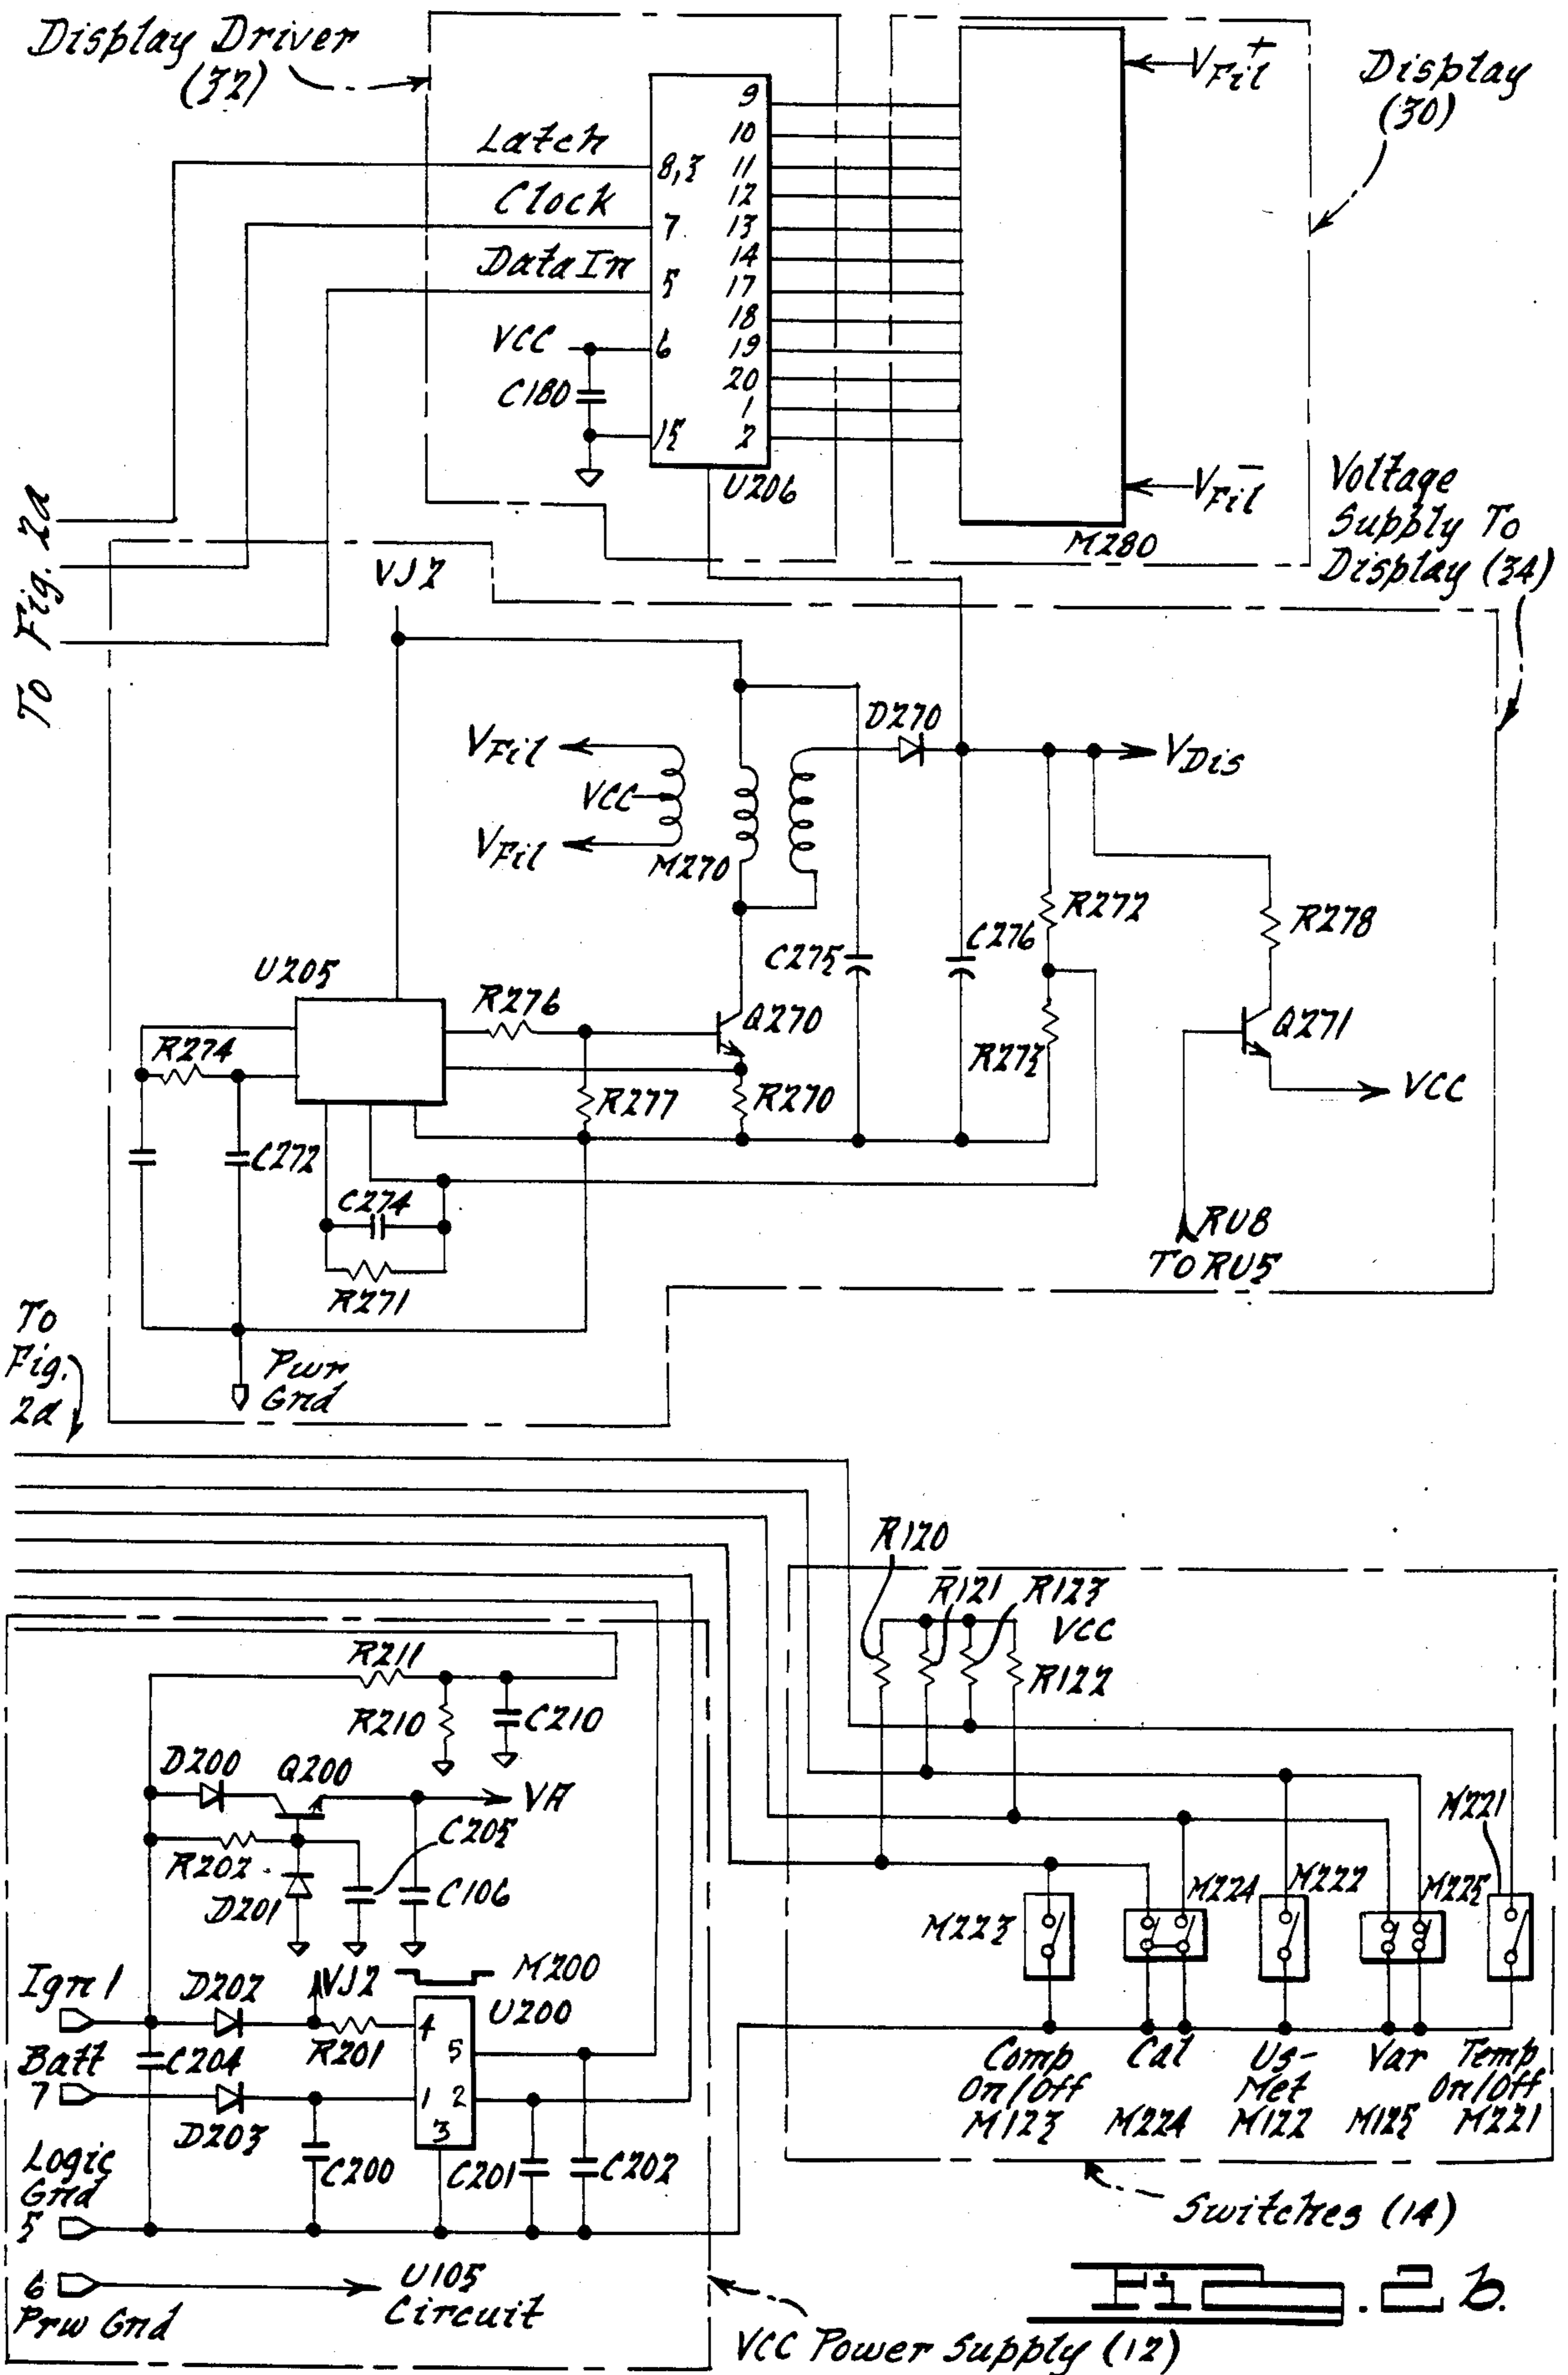 Display Driver
(32)
Latch
Clock
Data In
VCC
C180
8,3
7
5
6
15
9
10
11
12
13
14
17
18
19
20
1
2
U206
VFil+
VFil-
M280
Display
(30)
To Fig. 2a
Voltage
Supply To
Display (34)
VJ2
VFil
VCC
VFil
M270
D270
VDis
C275
C276
R272
R273
R278
U205
R276
Q270
Q271
R274
R277
R270
VCC
C272
C274
R271
RU8
TO RU5
Pwr
Gnd
To
Fig.
2a
R120
R121
R123
VCC
R122
R211
R210
C210
D200
Q200
VA
C205
R202
D201
C106
M221
M224
M222
M225
M223
Ign 1
D202
VJ2
M200
U200
R201
4
5
1
2
3
Batt
7
C204
D203
C200
C201
C202
Logic
Gnd
5
6
Prw Gnd
U105
Circuit
Comp
On/Off
M123
Cal
M224
Us-
Met
M122
Var
M125
Temp
On/Off
M221
Switches (14)
VCC Power Supply (12)
Fig. 2b.